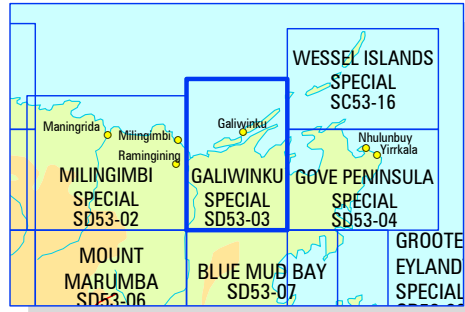 WESSEL ISLANDS
SPECIAL
SC53-16
Maningrida
Milingimbi
Galiwinku
Nhulunbuy
Yirrkala
Ramingining
MILINGIMBI
SPECIAL
SD53-02
GALIWINKU
SPECIAL
SD53-03
GOVE PENINSULA
SPECIAL
SD53-04
MOUNT
MARUMBA
SD53-06
BLUE MUD BAY
SD53-07
GROOTE
EYLAND
SPECIAL